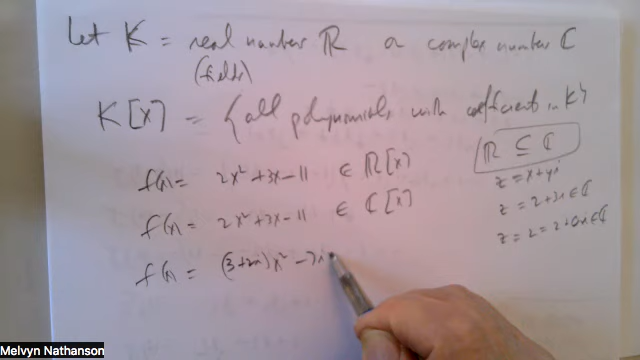 Let K = real numbers ℝ or complex numbers ℂ
(fields)
K[x] = {all polynomials with coefficients in K}
ℝ ⊆ ℂ
f(x) = 2x² + 3x - 11 ∈ ℝ[x]
z = x + yi
f(x) = 2x² + 3x - 11 ∈ ℂ[x]
z = 2 + 3i ∈ ℂ
z = 2 = 2 + 0i ∈ ℂ
f(x) = (3+2i)x² - 7i
Melvyn Nathanson